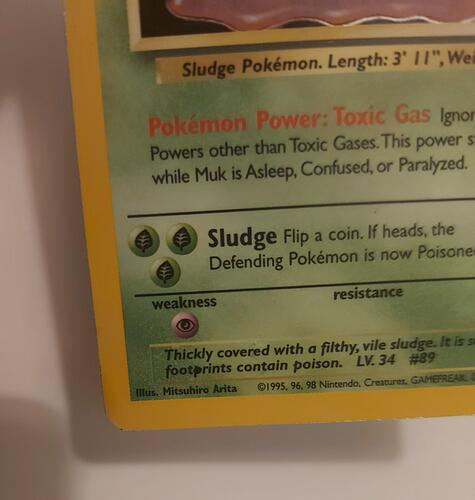 Sludge Pokémon. Length: 3' 11",
Pokémon Power: Toxic Gas
Powers other than Toxic Gases. This power
while Muk is Asleep, Confused, or Paralyzed.
Sludge Flip a coin. If heads, the
Defending Pokémon is now
weakness resistance
Thickly covered with a filthy, vile sludge. It is
footprints contain poison. LV. 34 #89
Illus. Mitsuhiro Arita ©1995, 96, 98 Nintendo, Creatures, GAMEFREAK.